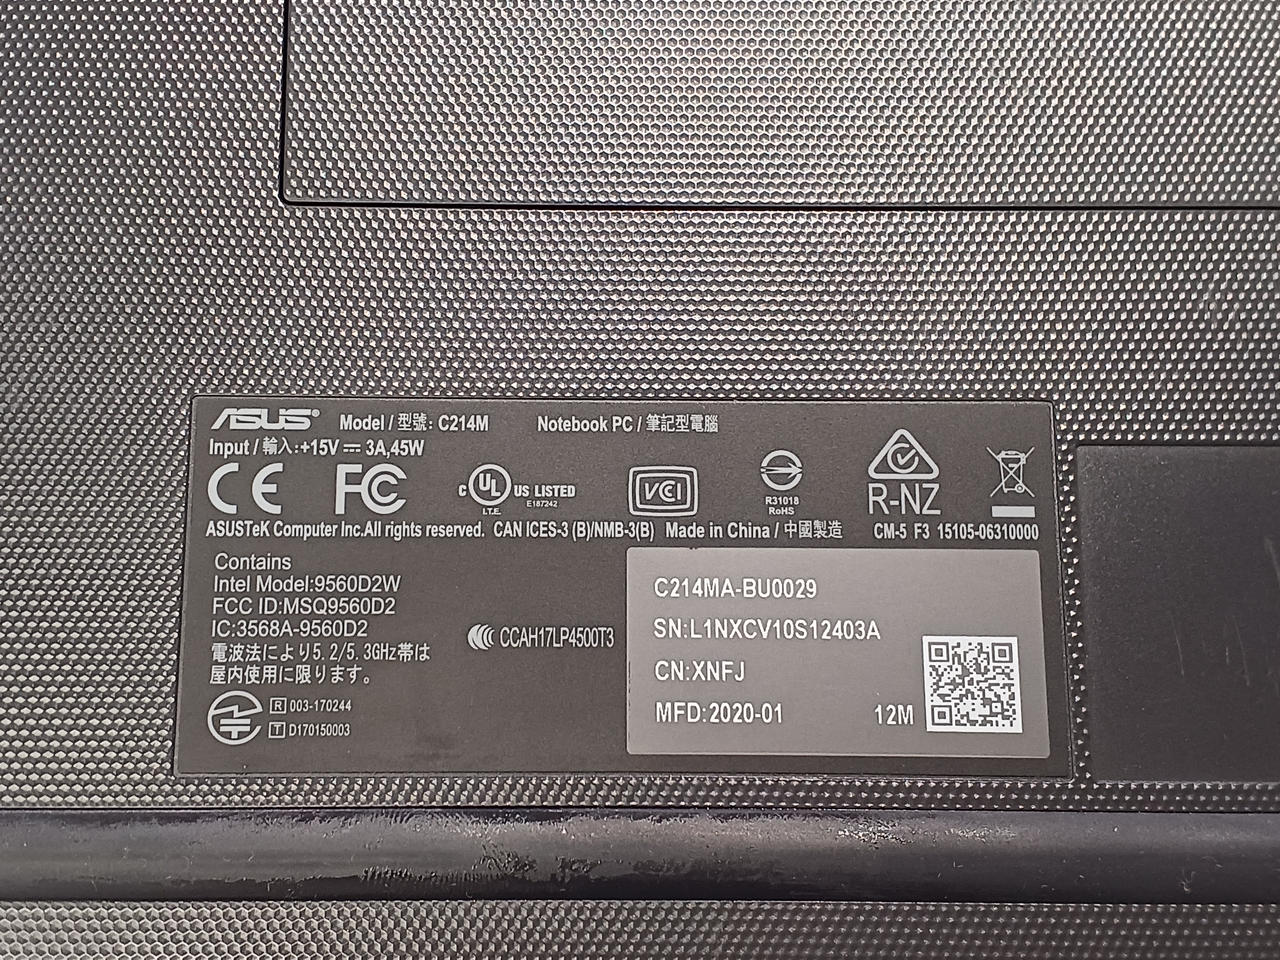 ASUS® Model / 型號: C214M Notebook PC / 筆記型電腦
Input / 輸入:+15V ⎓ 3A,45W
CE FC c UL US LISTED I.T.E. E187242 VCCI R31018 RoHS R-NZ
ASUSTeK Computer Inc.All rights reserved. CAN ICES-3 (B)/NMB-3(B) Made in China / 中國製造 CM-5 F3 15105-06310000
Contains
Intel Model:9560D2W
FCC ID:MSQ9560D2
IC:3568A-9560D2
電波法により5.2/5.3GHz帯は
屋内使用に限ります。
R 003-170244
T D170150003
CCAH17LP4500T3
C214MA-BU0029
SN:L1NXCV10S12403A
CN:XNFJ
MFD:2020-01 12M